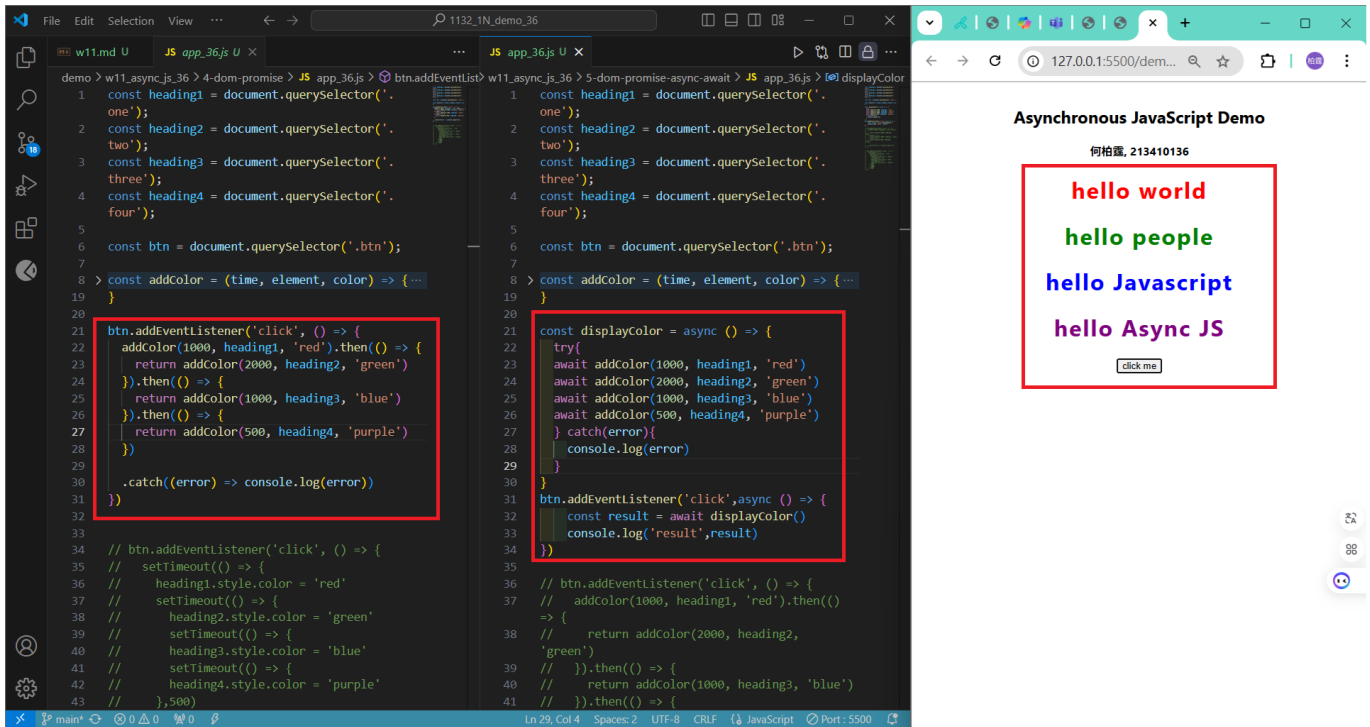 File Edit Selection View ··· ← → 1132_1N_demo_36
w11.md U JS app_36.js U × ···
demo > w11_async_js_36 > 4-dom-promise > JS app_36.js > btn.addEventList
1 const heading1 = document.querySelector('.
one');
2 const heading2 = document.querySelector('.
two');
3 const heading3 = document.querySelector('.
three');
4 const heading4 = document.querySelector('.
four');
5
6 const btn = document.querySelector('.btn');
7
8 > const addColor = (time, element, color) => {···
19 }
20
21 btn.addEventListener('click', () => {
22 addColor(1000, heading1, 'red').then(() => {
23 return addColor(2000, heading2, 'green')
24 }).then(() => {
25 return addColor(1000, heading3, 'blue')
26 }).then(() => {
27 return addColor(500, heading4, 'purple')
28 })
29
30 .catch((error) => console.log(error))
31 })
32
33
34 // btn.addEventListener('click', () => {
35 // setTimeout(() => {
36 // heading1.style.color = 'red'
37 // setTimeout(() => {
38 // heading2.style.color = 'green'
39 // setTimeout(() => {
40 // heading3.style.color = 'blue'
41 // setTimeout(() => {
42 // heading4.style.color = 'purple'
43 // },500)
JS app_36.js U × ···
w11_async_js_36 > 5-dom-promise-async-await > JS app_36.js > displayColor
1 const heading1 = document.querySelector('.
one');
2 const heading2 = document.querySelector('.
two');
3 const heading3 = document.querySelector('.
three');
4 const heading4 = document.querySelector('.
four');
5
6 const btn = document.querySelector('.btn');
7
8 > const addColor = (time, element, color) => {···
19 }
20
21 const displayColor = async () => {
22 try{
23 await addColor(1000, heading1, 'red')
24 await addColor(2000, heading2, 'green')
25 await addColor(1000, heading3, 'blue')
26 await addColor(500, heading4, 'purple')
27 } catch(error){
28 console.log(error)
29 }
30 }
31 btn.addEventListener('click',async () => {
32 const result = await displayColor()
33 console.log('result',result)
34 })
35
36 // btn.addEventListener('click', () => {
37 // addColor(1000, heading1, 'red').then(()
=> {
38 // return addColor(2000, heading2,
'green')
39 // }).then(() => {
40 // return addColor(1000, heading3, 'blue')
41 // }).then(() => {
18
main* 0 0 0 Ln 29, Col 4 Spaces: 2 UTF-8 CRLF JavaScript Port : 5500
127.0.0.1:5500/dem... 柏霆
Asynchronous JavaScript Demo
何柏霆, 213410136
hello world
hello people
hello Javascript
hello Async JS
click me